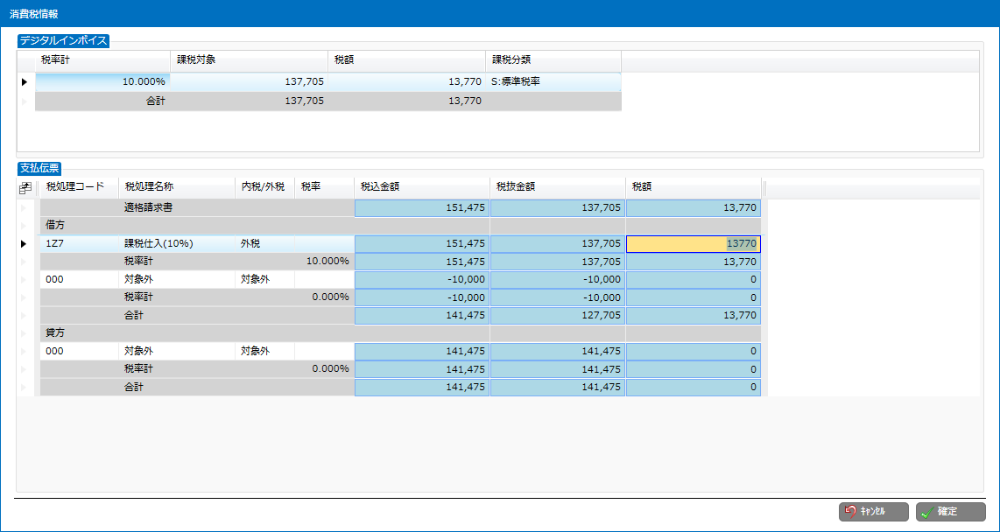 消費税情報
デジタルインボイス
税率計 課税対象 税額 課税分類
10.000% 137,705 13,770 S:標準税率
合計 137,705 13,770
支払伝票
税処理コード 税処理名称 内税/外税 税率 税込金額 税抜金額 税額
適格請求書 151,475 137,705 13,770
借方
1Z7 課税仕入(10%) 外税 151,475 137,705 13770
税率計 10.000% 151,475 137,705 13,770
000 対象外 対象外 -10,000 -10,000 0
税率計 0.000% -10,000 -10,000 0
合計 141,475 127,705 13,770
貸方
000 対象外 対象外 141,475 141,475 0
税率計 0.000% 141,475 141,475 0
合計 141,475 141,475 0
ｷｬﾝｾﾙ 確定